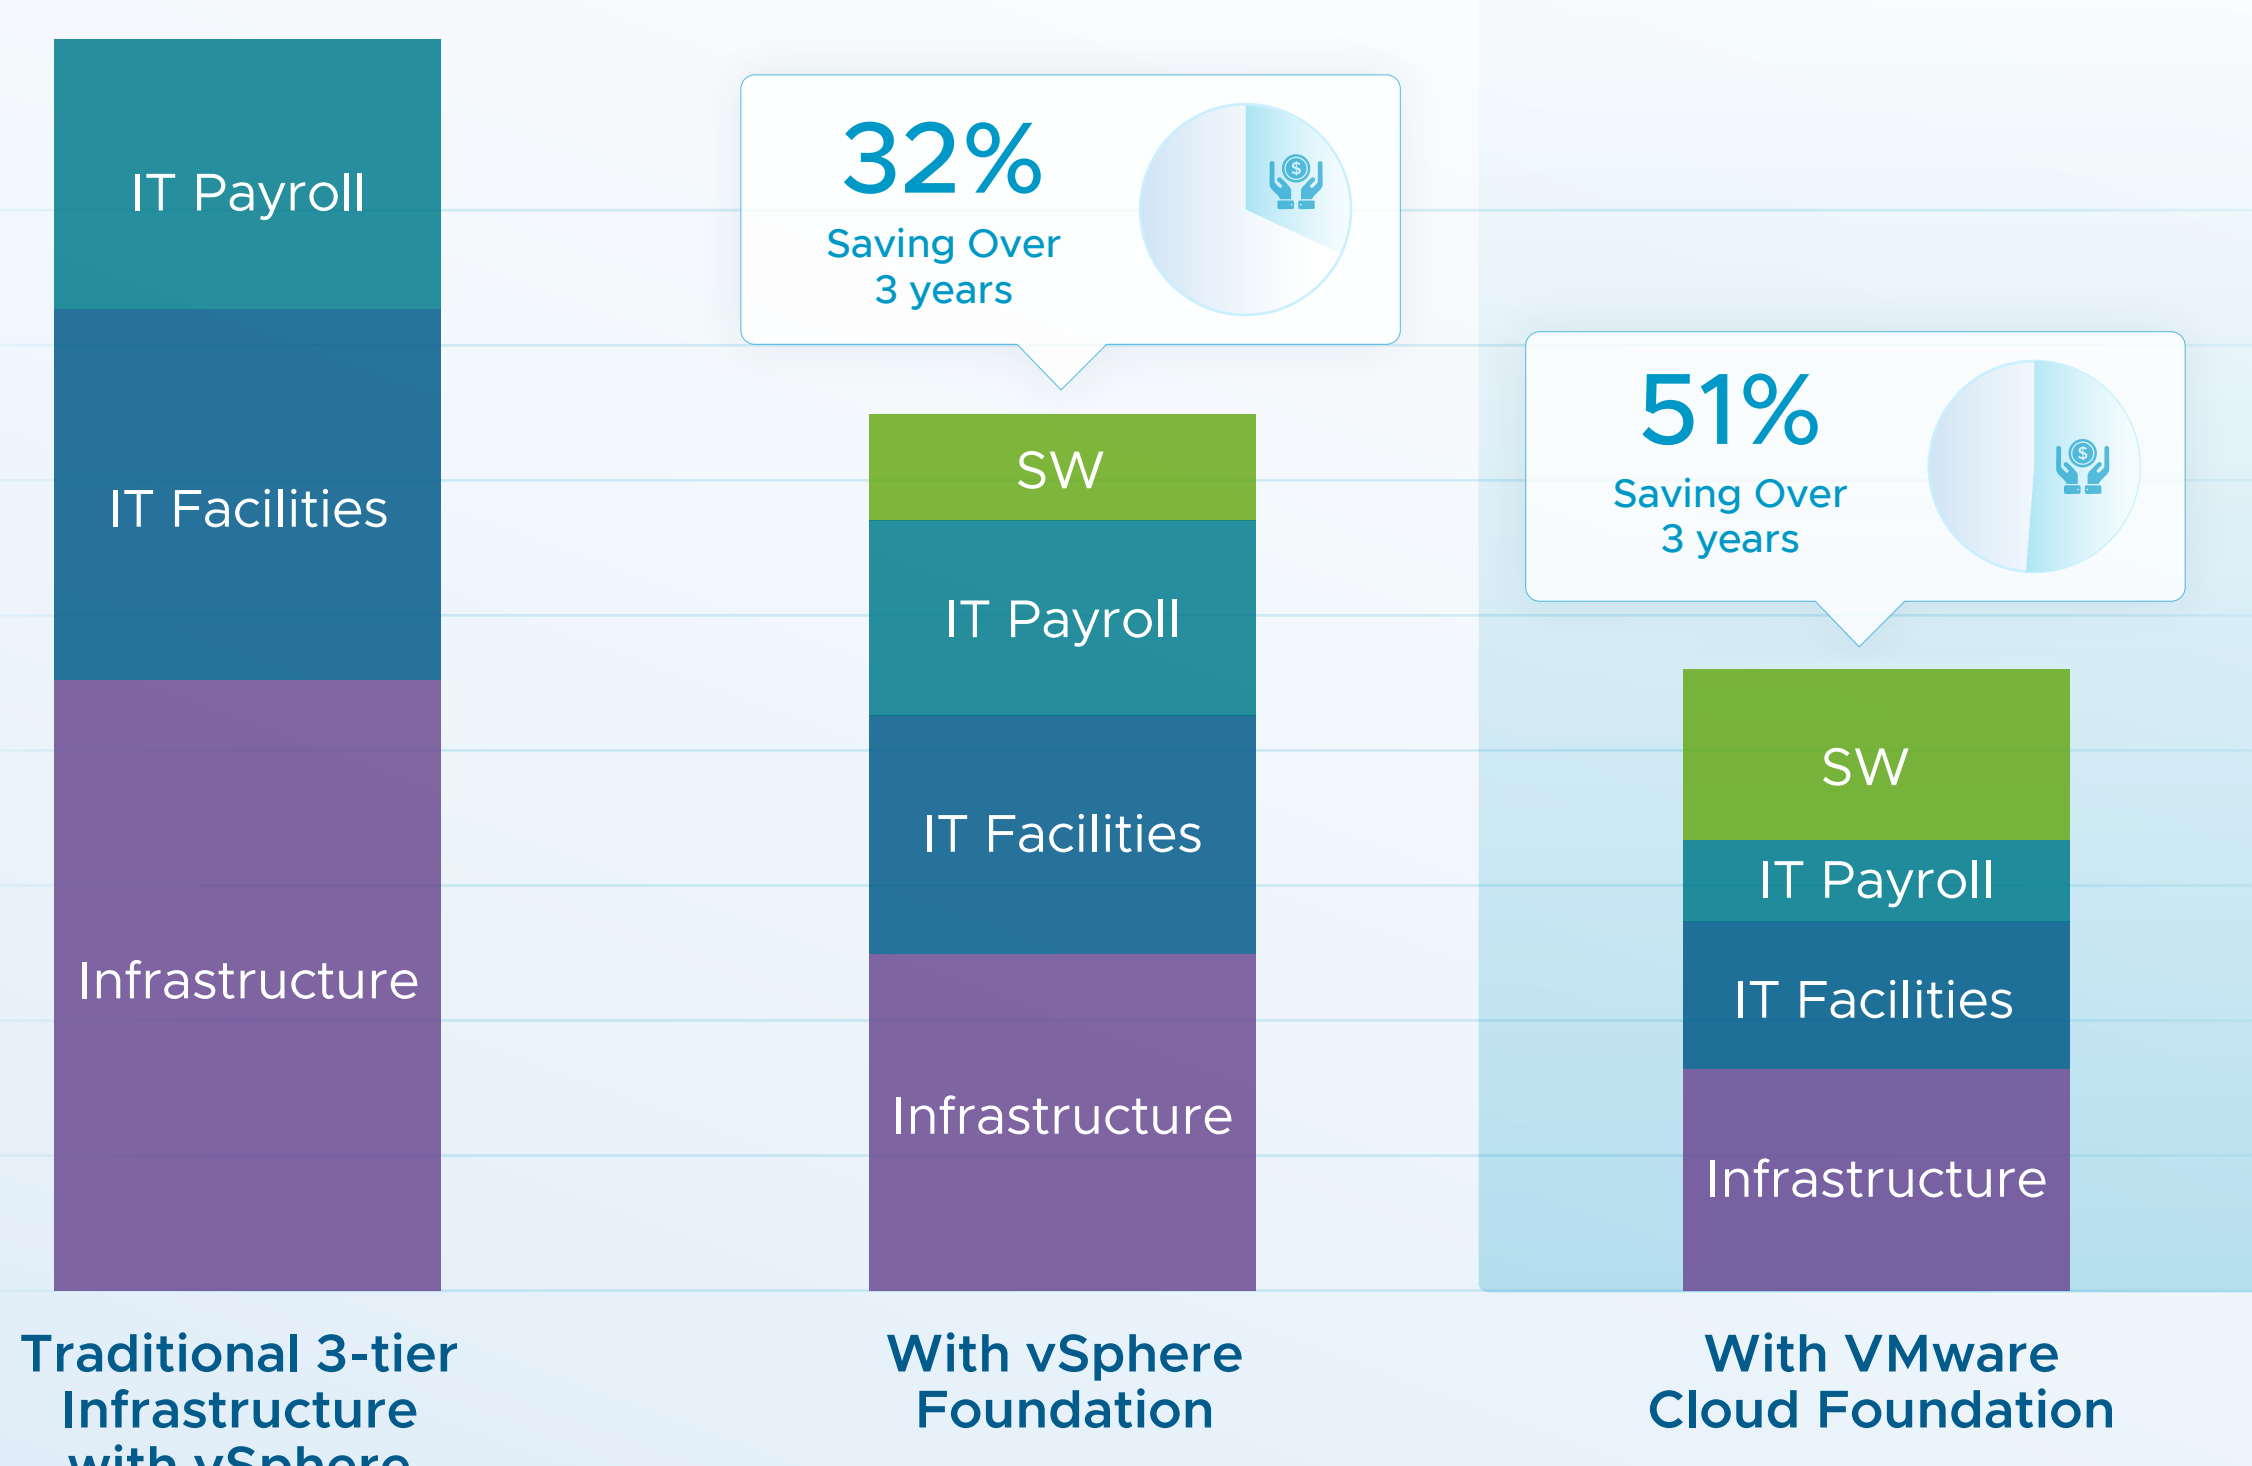 IT Payroll
IT Facilities
Infrastructure
Traditional 3-tier
Infrastructure
with vSphere
32%
Saving Over
3 years
SW
IT Payroll
IT Facilities
Infrastructure
With vSphere
Foundation
51%
Saving Over
3 years
SW
IT Payroll
IT Facilities
Infrastructure
With VMware
Cloud Foundation